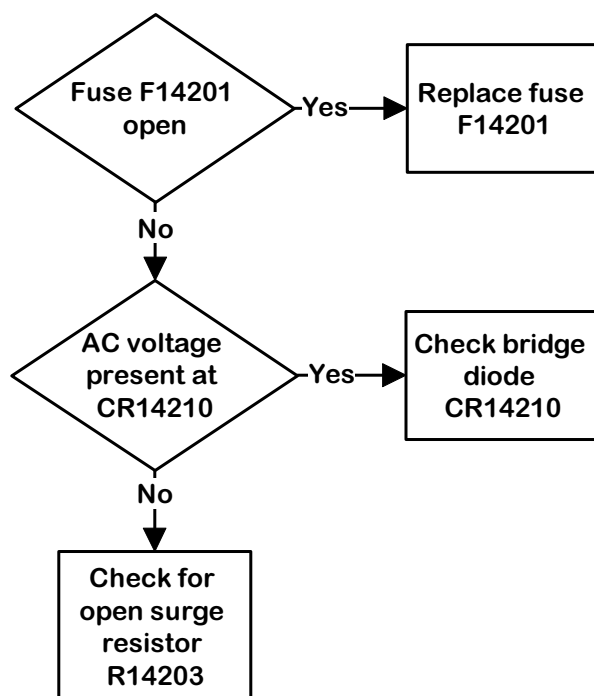 Fuse F14201
open
Yes
Replace fuse
F14201
No
AC voltage
present at
CR14210
Yes
Check bridge
diode
CR14210
No
Check for
open surge
resistor
R14203